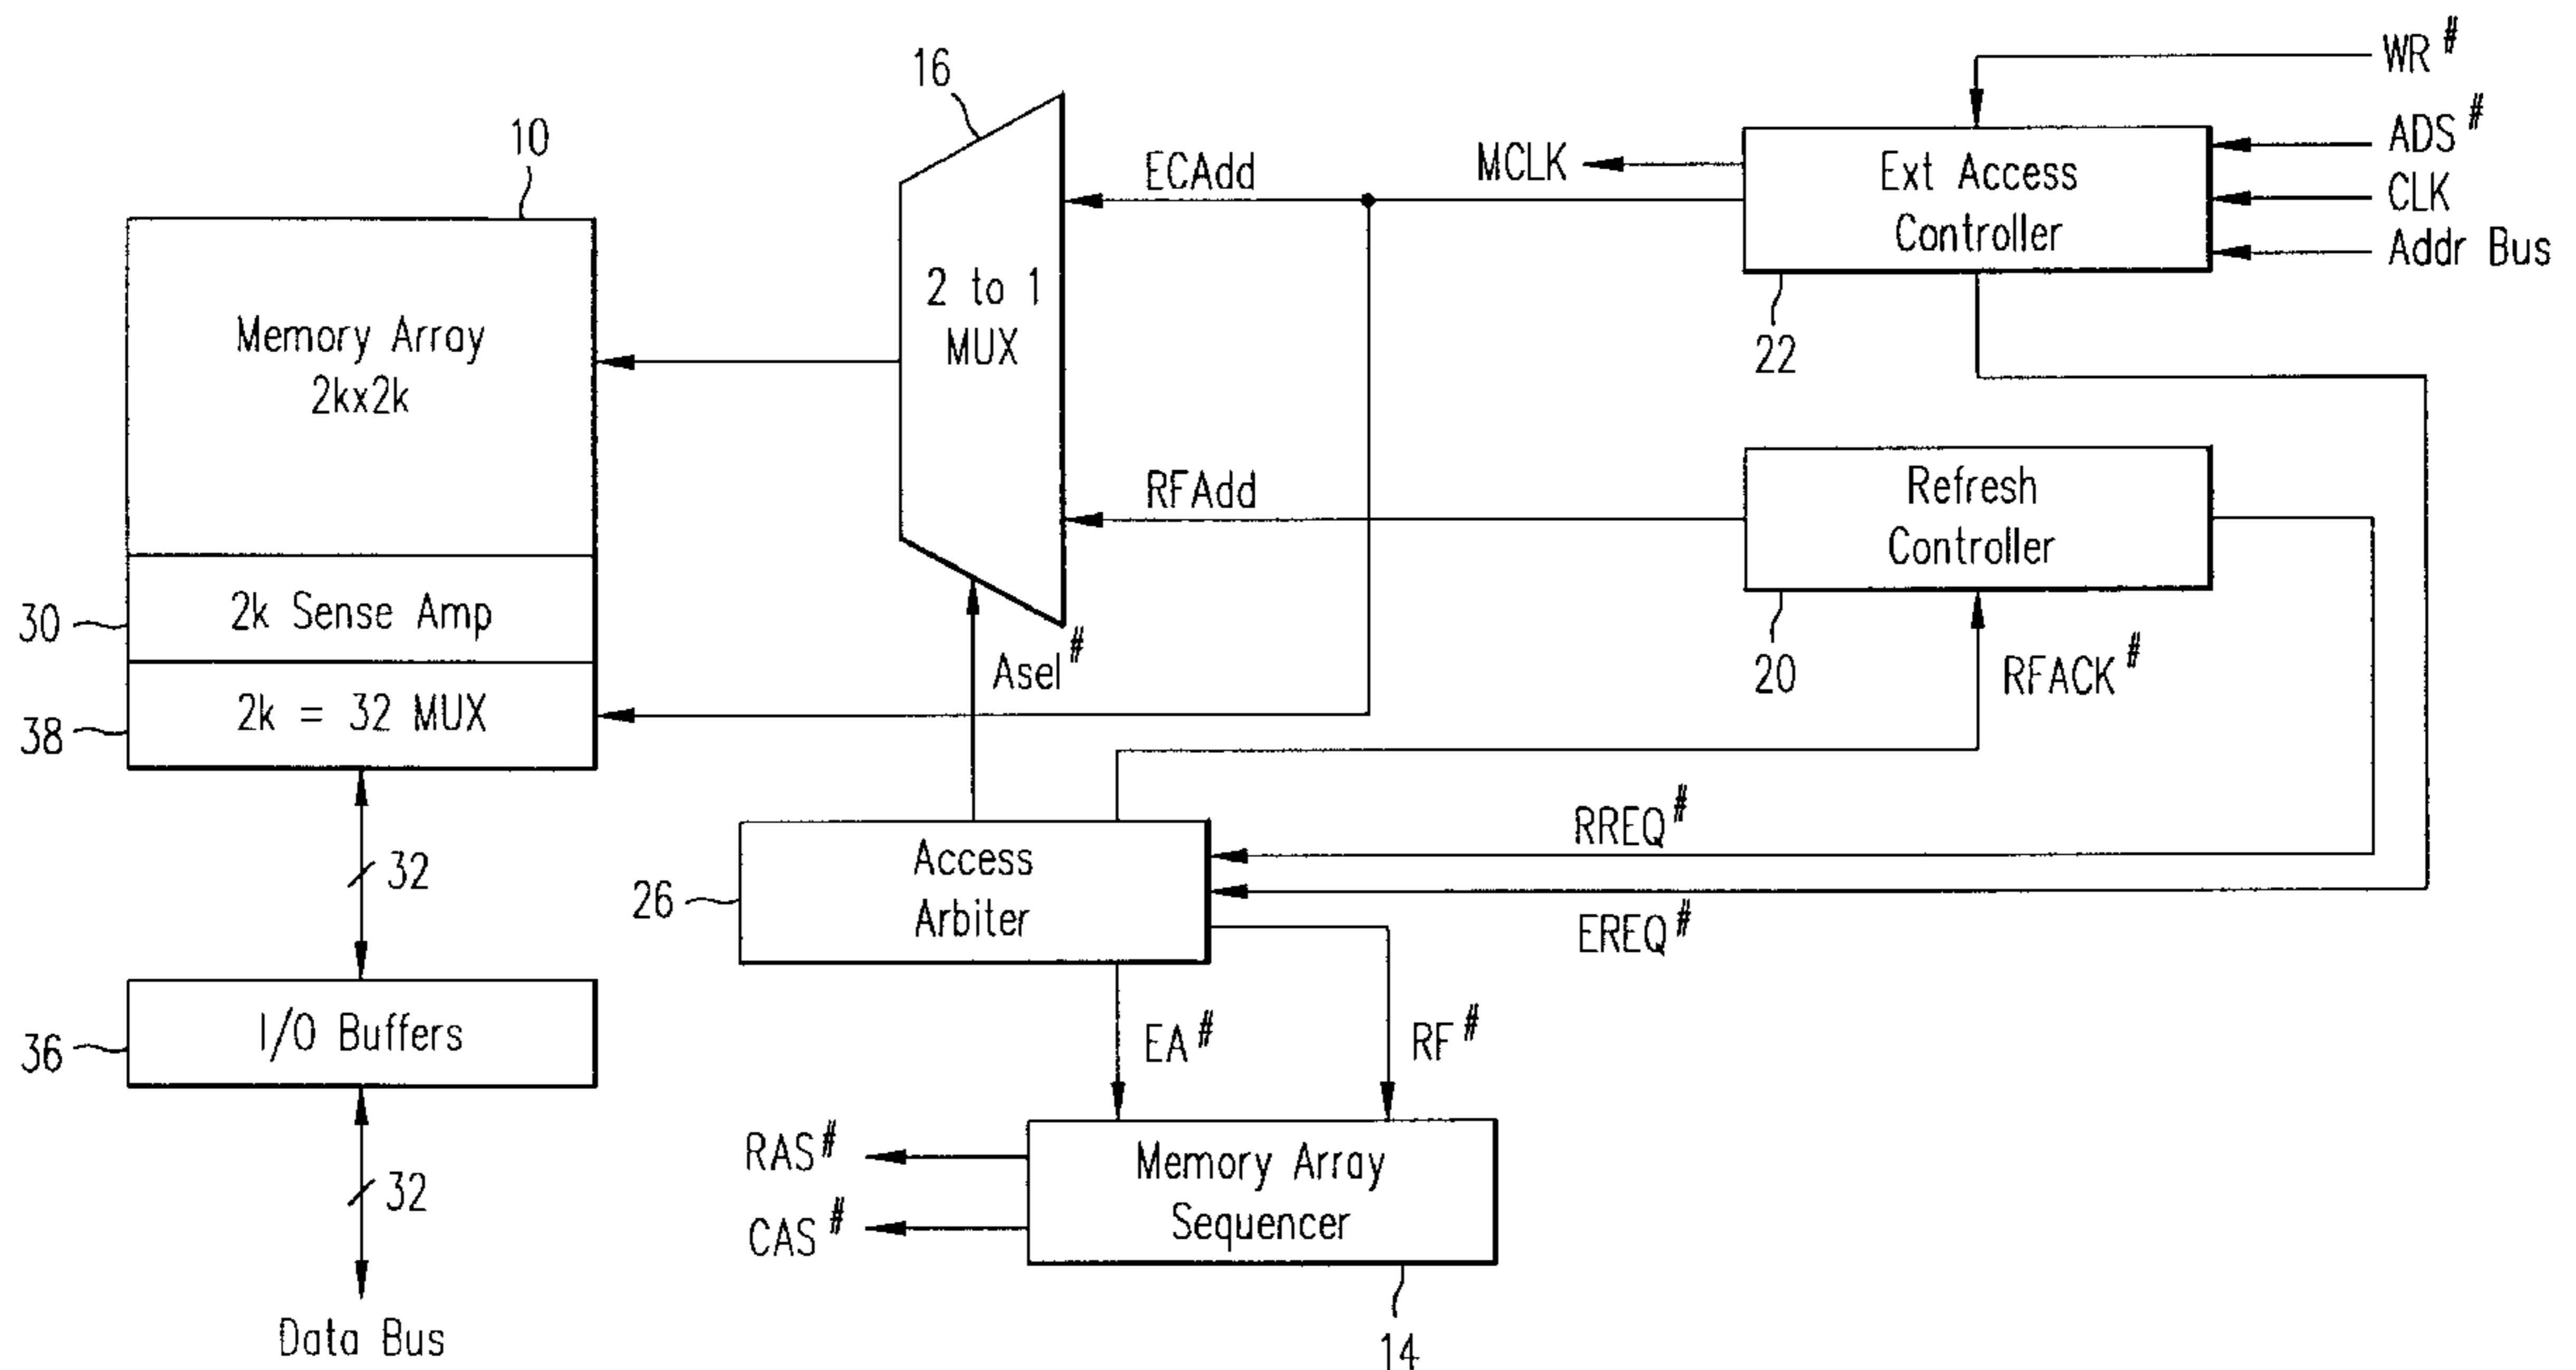 WR#
16
10
ADS#
ECAdd
MCLK
Ext Access
CLK
Controller
Addr Bus
2 to 1
MUX
Memory Array
2kx2k
22
RFAdd
Refresh
Controller
30
2k Sense Amp
Asel#
20
RFACK#
38
2k = 32 MUX
RREQ#
32
Access
26
Arbiter
EREQ#
36
I/O Buffers
EA#
RF#
RAS#
Memory Array
32
CAS#
Sequencer
Data Bus
14